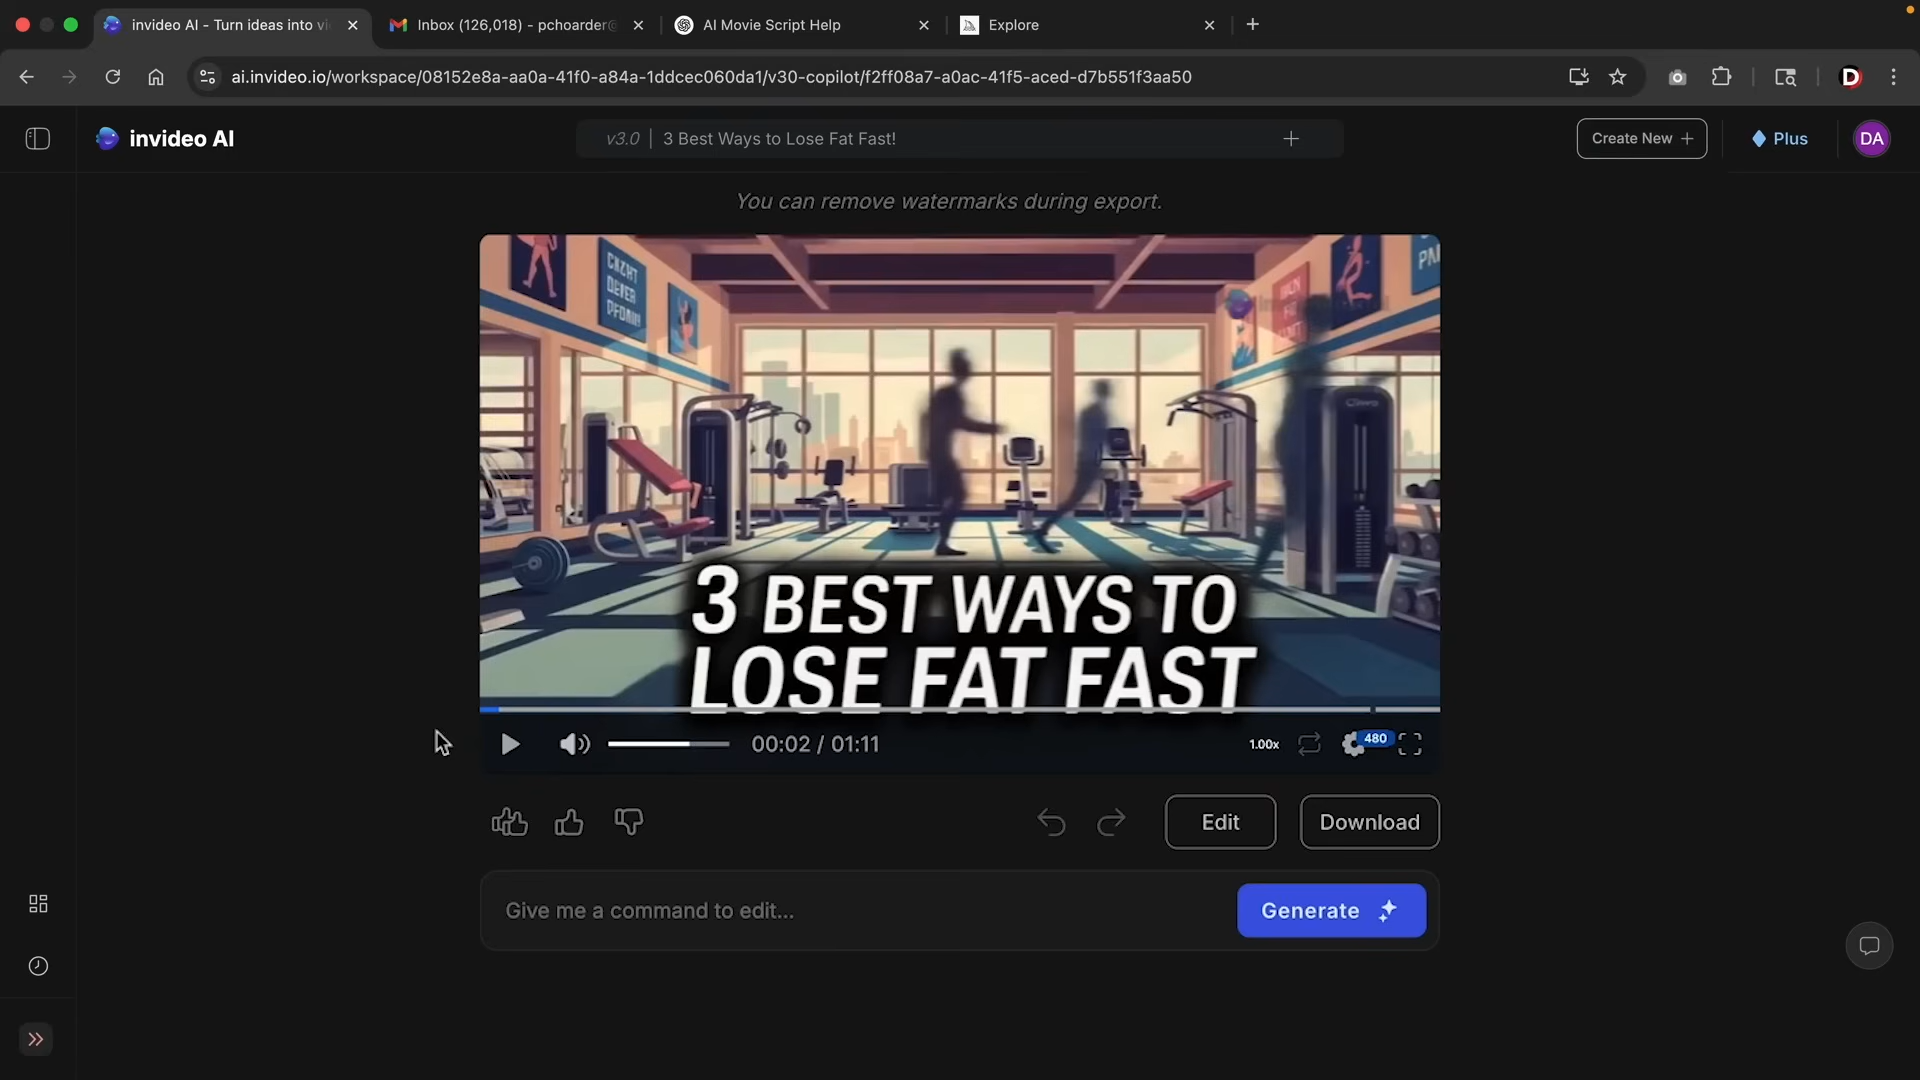 invideo AI - Turn ideas into vi
Inbox (126,018) - pchoarder@
AI Movie Script Help
Explore
ai.invideo.io/workspace/08152e8a-aa0a-41f0-a84a-1ddcec060da1/v30-copilot/f2ff08a7-a0ac-41f5-aced-d7b551f3aa50
D
invideo AI
v3.0 | 3 Best Ways to Lose Fat Fast!
Create New +
Plus
DA
You can remove watermarks during export.
3 BEST WAYS TO
LOSE FAT FAST
00:02 / 01:11
1.00x
480
Edit
Download
Give me a command to edit...
Generate